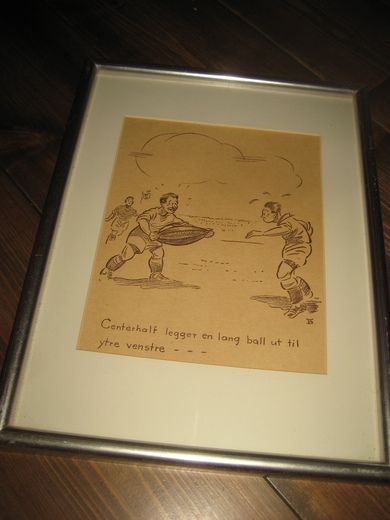 Centerhalf legger en lang ball ut til
ytre venstre - - -